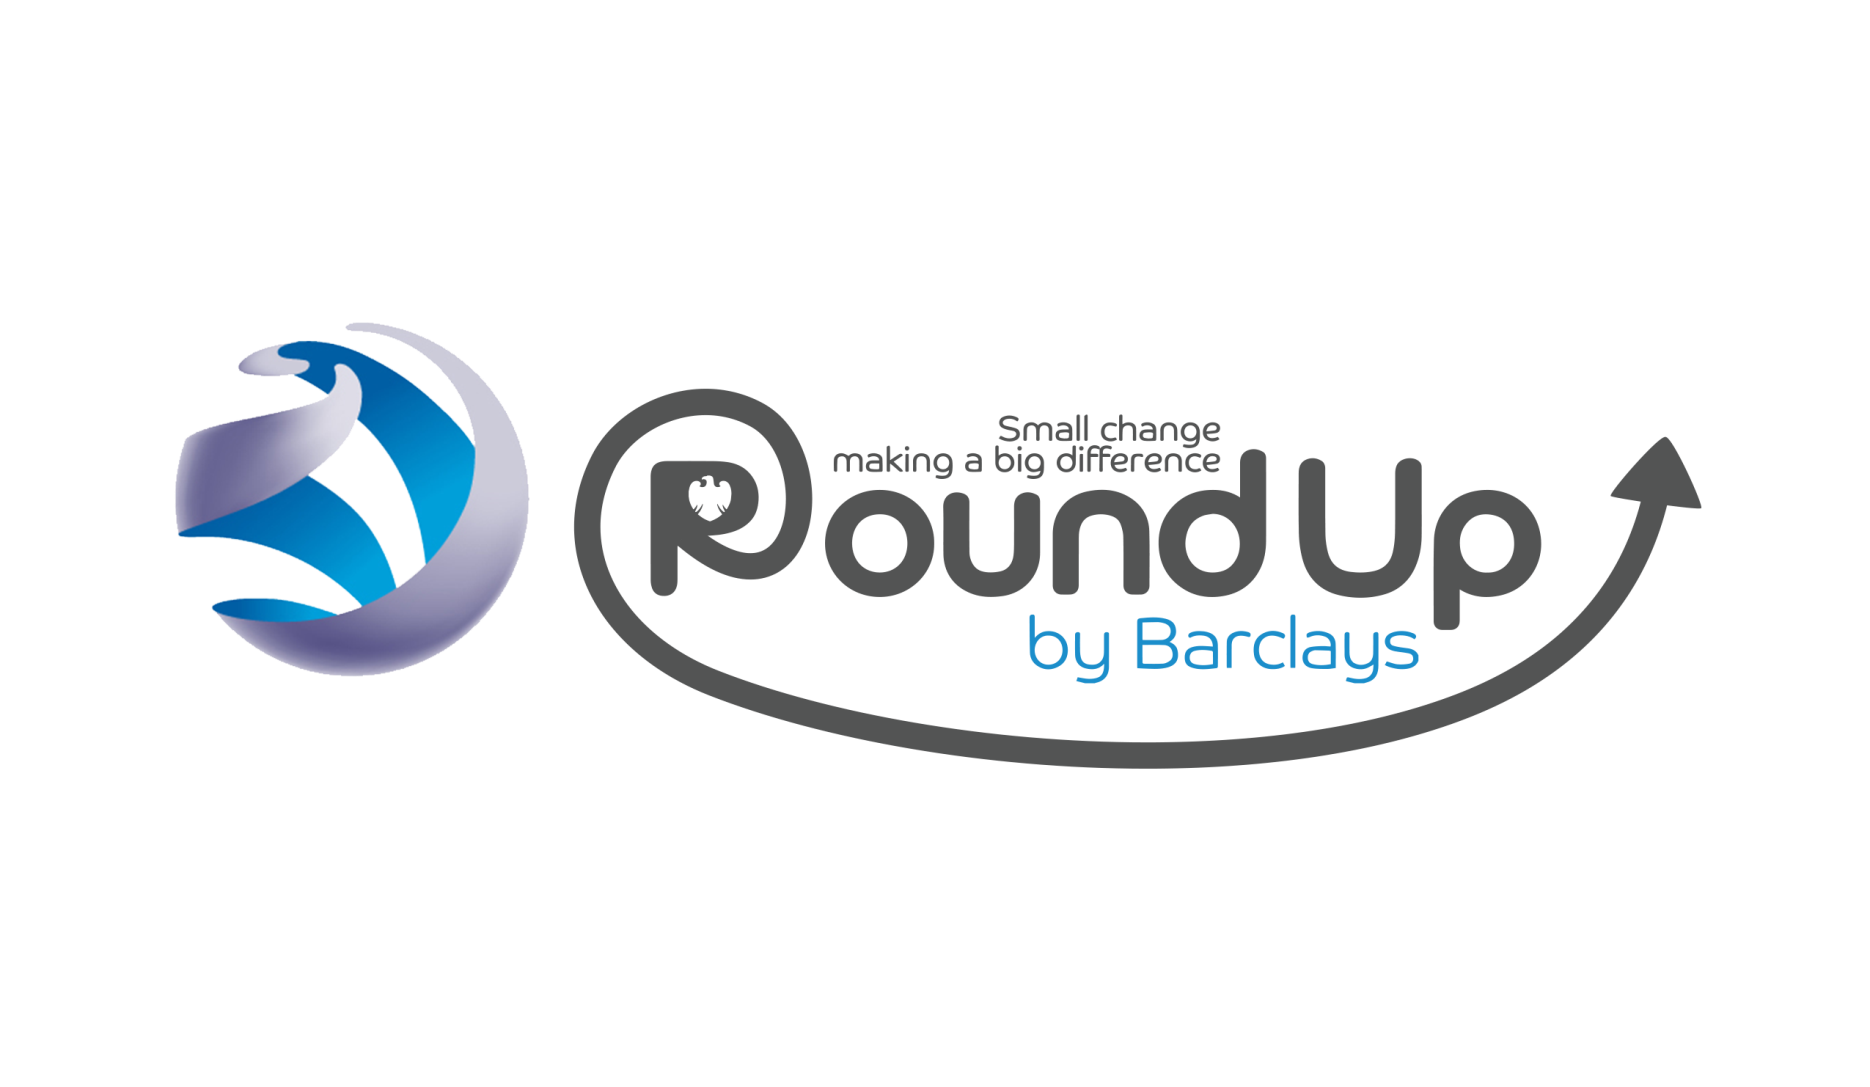 Small change
making a big difference
Round Up
by Barclays